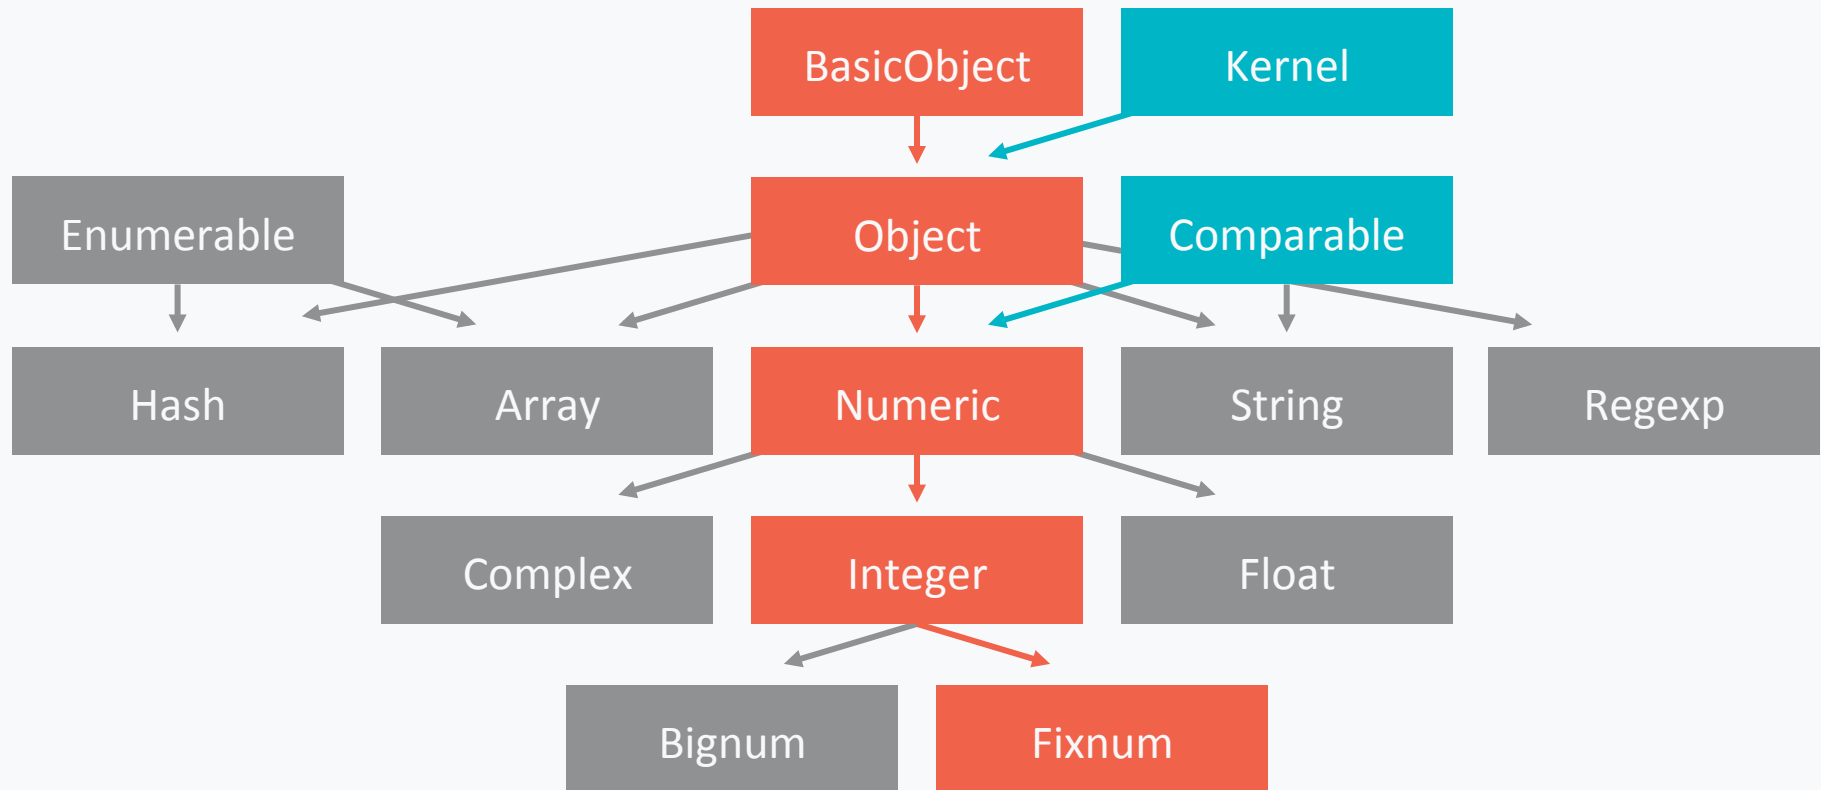 BasicObject
Kernel
Enumerable
Object
Comparable
Hash
Array
Numeric
String
Regexp
Complex
Integer
Float
Bignum
Fixnum